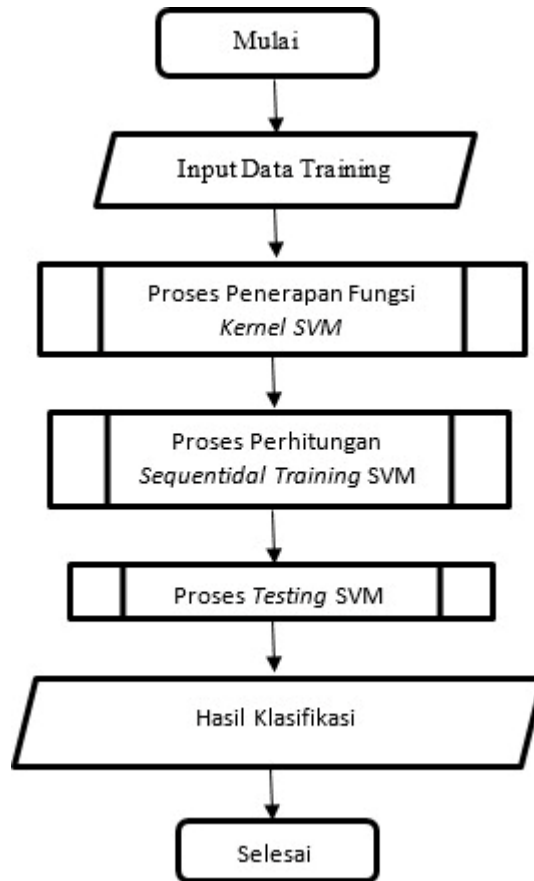 Mulai
Input Data Training
Proses Penerapan Fungsi
Kernel SVM
Proses Perhitungan
Sequentidal Training SVM
Proses Testing SVM
Hasil Klasifikasi
Selesai